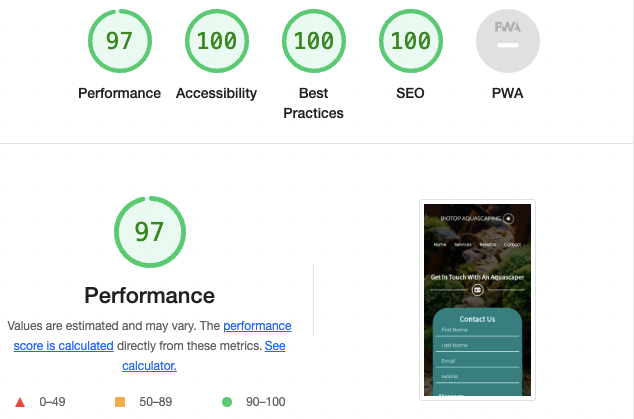 97
100
100
100
PWA
Performance
Accessibility
Best
Practices
SEO
PWA
97
Performance
Values are estimated and may vary. The performance
score is calculated directly from these metrics. See
calculator.
0–49
50–89
90–100
BIOTOP AQUASCAPING
Home Services Benefits Contact
Get In Touch With An Aquascaper
Contact Us
First Name
Last Name
Email
Mobile
Message